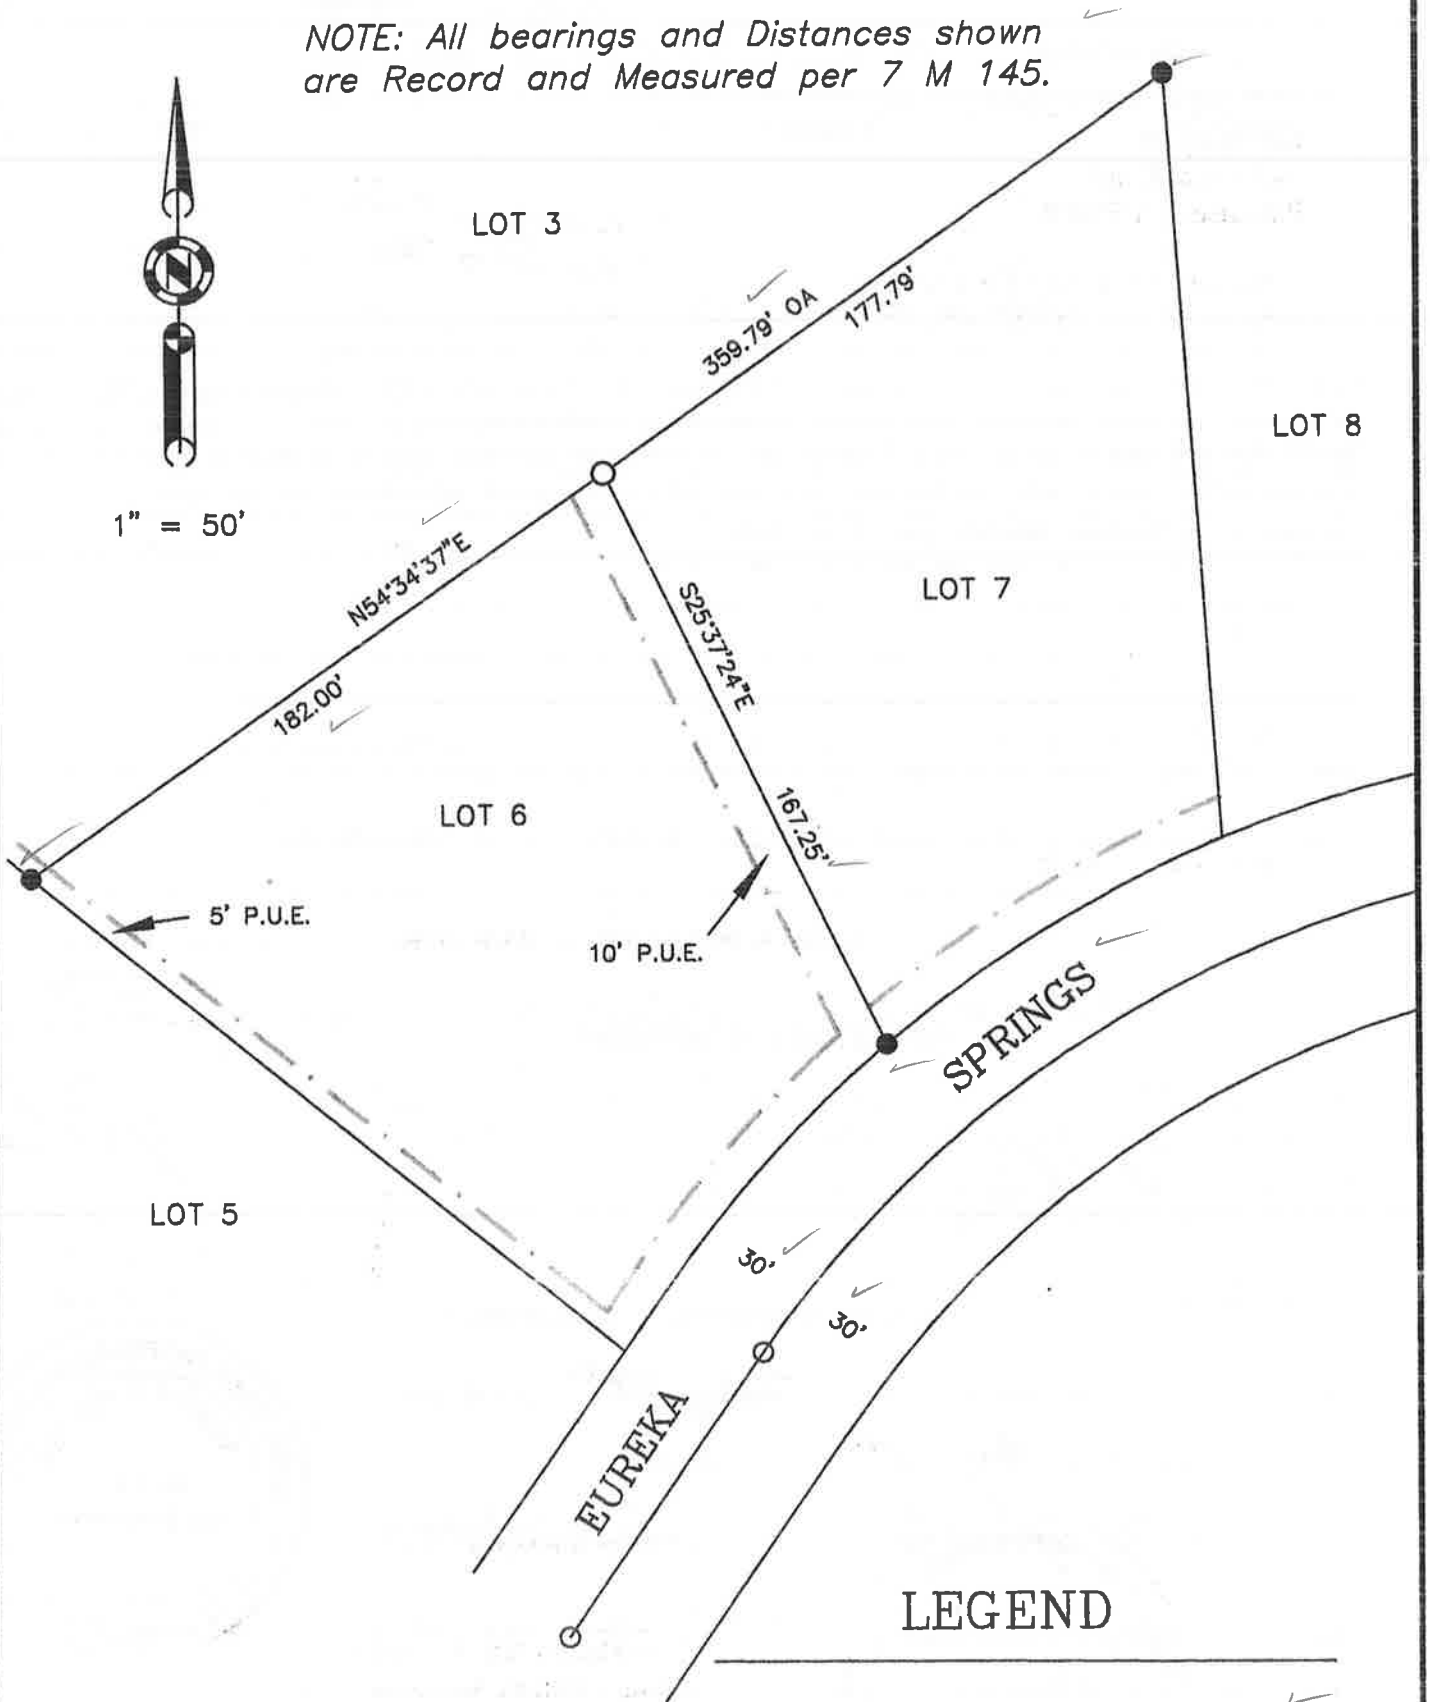 NOTE: All bearings and Distances shown
are Record and Measured per 7 M 145.
LOT 3
N
359.79' OA
177.79'
LOT 8
1" = 50'
N54°34'37"E
LOT 7
S25°37'24"E
182.00'
LOT 6
167.25'
5' P.U.E.
10' P.U.E.
SPRINGS
LOT 5
30'
30'
EUREKA
LEGEND